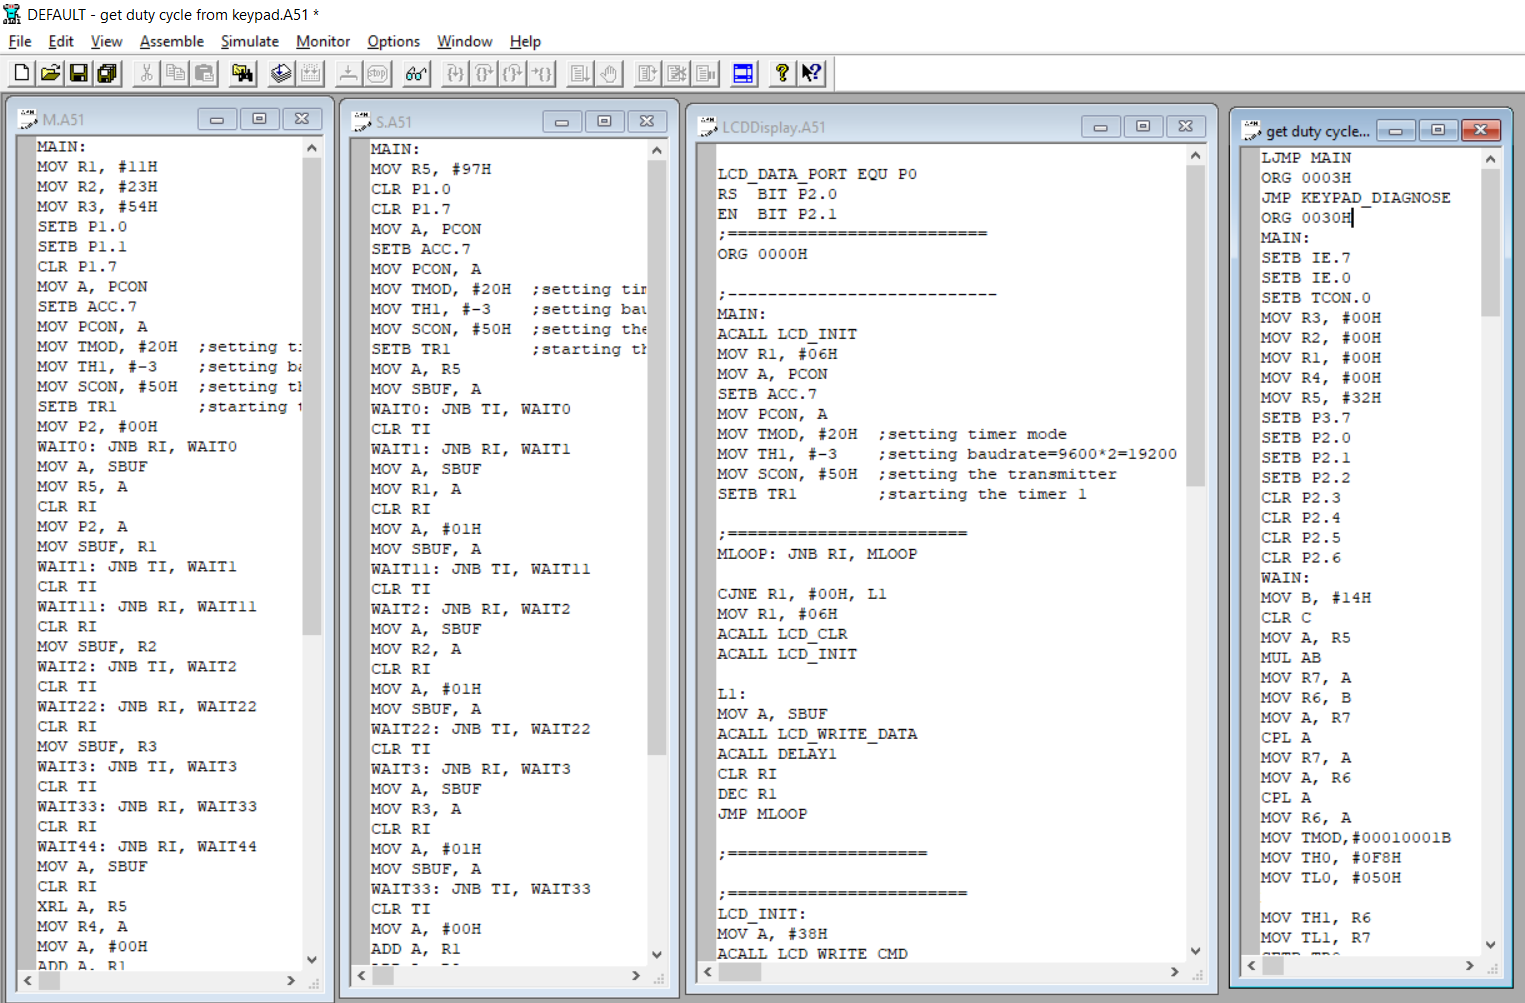 DEFAULT - get duty cycle from keypad.A51 *
File Edit View Assemble Simulate Monitor Options Window Help
M.A51
MAIN:
MOV R1, #11H
MOV R2, #23H
MOV R3, #54H
SETB P1.0
SETB P1.1
CLR P1.7
MOV A, PCON
SETB ACC.7
MOV PCON, A
MOV TMOD, #20H ;setting ti
MOV TH1, #-3 ;setting ba
MOV SCON, #50H ;setting th
SETB TR1 ;starting t
MOV P2, #00H
WAIT0: JNB RI, WAIT0
MOV A, SBUF
MOV R5, A
CLR RI
MOV P2, A
MOV SBUF, R1
WAIT1: JNB TI, WAIT1
CLR TI
WAIT11: JNB RI, WAIT11
CLR RI
MOV SBUF, R2
WAIT2: JNB TI, WAIT2
CLR TI
WAIT22: JNB RI, WAIT22
CLR RI
MOV SBUF, R3
WAIT3: JNB TI, WAIT3
CLR TI
WAIT33: JNB RI, WAIT33
CLR RI
WAIT44: JNB RI, WAIT44
MOV A, SBUF
CLR RI
XRL A, R5
MOV R4, A
MOV A, #00H
ADD A, R1
S.A51
MAIN:
MOV R5, #97H
CLR P1.0
CLR P1.7
MOV A, PCON
SETB ACC.7
MOV PCON, A
MOV TMOD, #20H ;setting tim
MOV TH1, #-3 ;setting bau
MOV SCON, #50H ;setting the
SETB TR1 ;starting th
MOV A, R5
MOV SBUF, A
WAIT0: JNB TI, WAIT0
CLR TI
WAIT1: JNB RI, WAIT1
MOV A, SBUF
MOV R1, A
CLR RI
MOV A, #01H
MOV SBUF, A
WAIT11: JNB TI, WAIT11
CLR TI
WAIT2: JNB RI, WAIT2
MOV A, SBUF
MOV R2, A
CLR RI
MOV A, #01H
MOV SBUF, A
WAIT22: JNB TI, WAIT22
CLR TI
WAIT3: JNB RI, WAIT3
MOV A, SBUF
MOV R3, A
CLR RI
MOV A, #01H
MOV SBUF, A
WAIT33: JNB TI, WAIT33
CLR TI
MOV A, #00H
ADD A, R1
LCDDisplay.A51
LCD_DATA_PORT EQU P0
RS BIT P2.0
EN BIT P2.1
;==========================
ORG 0000H
;---------------------------
MAIN:
ACALL LCD_INIT
MOV R1, #06H
MOV A, PCON
SETB ACC.7
MOV PCON, A
MOV TMOD, #20H ;setting timer mode
MOV TH1, #-3 ;setting baudrate=9600*2=19200
MOV SCON, #50H ;setting the transmitter
SETB TR1 ;starting the timer 1
;========================
MLOOP: JNB RI, MLOOP
CJNE R1, #00H, L1
MOV R1, #06H
ACALL LCD_CLR
ACALL LCD_INIT
L1:
MOV A, SBUF
ACALL LCD_WRITE_DATA
ACALL DELAY1
CLR RI
DEC R1
JMP MLOOP
;====================
;========================
LCD_INIT:
MOV A, #38H
ACALL LCD_WRITE_CMD
get duty cycle...
LJMP MAIN
ORG 0003H
JMP KEYPAD_DIAGNOSE
ORG 0030H
MAIN:
SETB IE.7
SETB IE.0
SETB TCON.0
MOV R3, #00H
MOV R2, #00H
MOV R1, #00H
MOV R4, #00H
MOV R5, #32H
SETB P3.7
SETB P2.0
SETB P2.1
SETB P2.2
CLR P2.3
CLR P2.4
CLR P2.5
CLR P2.6
WAIN:
MOV B, #14H
CLR C
MOV A, R5
MUL AB
MOV R7, A
MOV R6, B
MOV A, R7
CPL A
MOV R7, A
MOV A, R6
CPL A
MOV R6, A
MOV TMOD,#00010001B
MOV TH0, #0F8H
MOV TL0, #050H
MOV TH1, R6
MOV TL1, R7